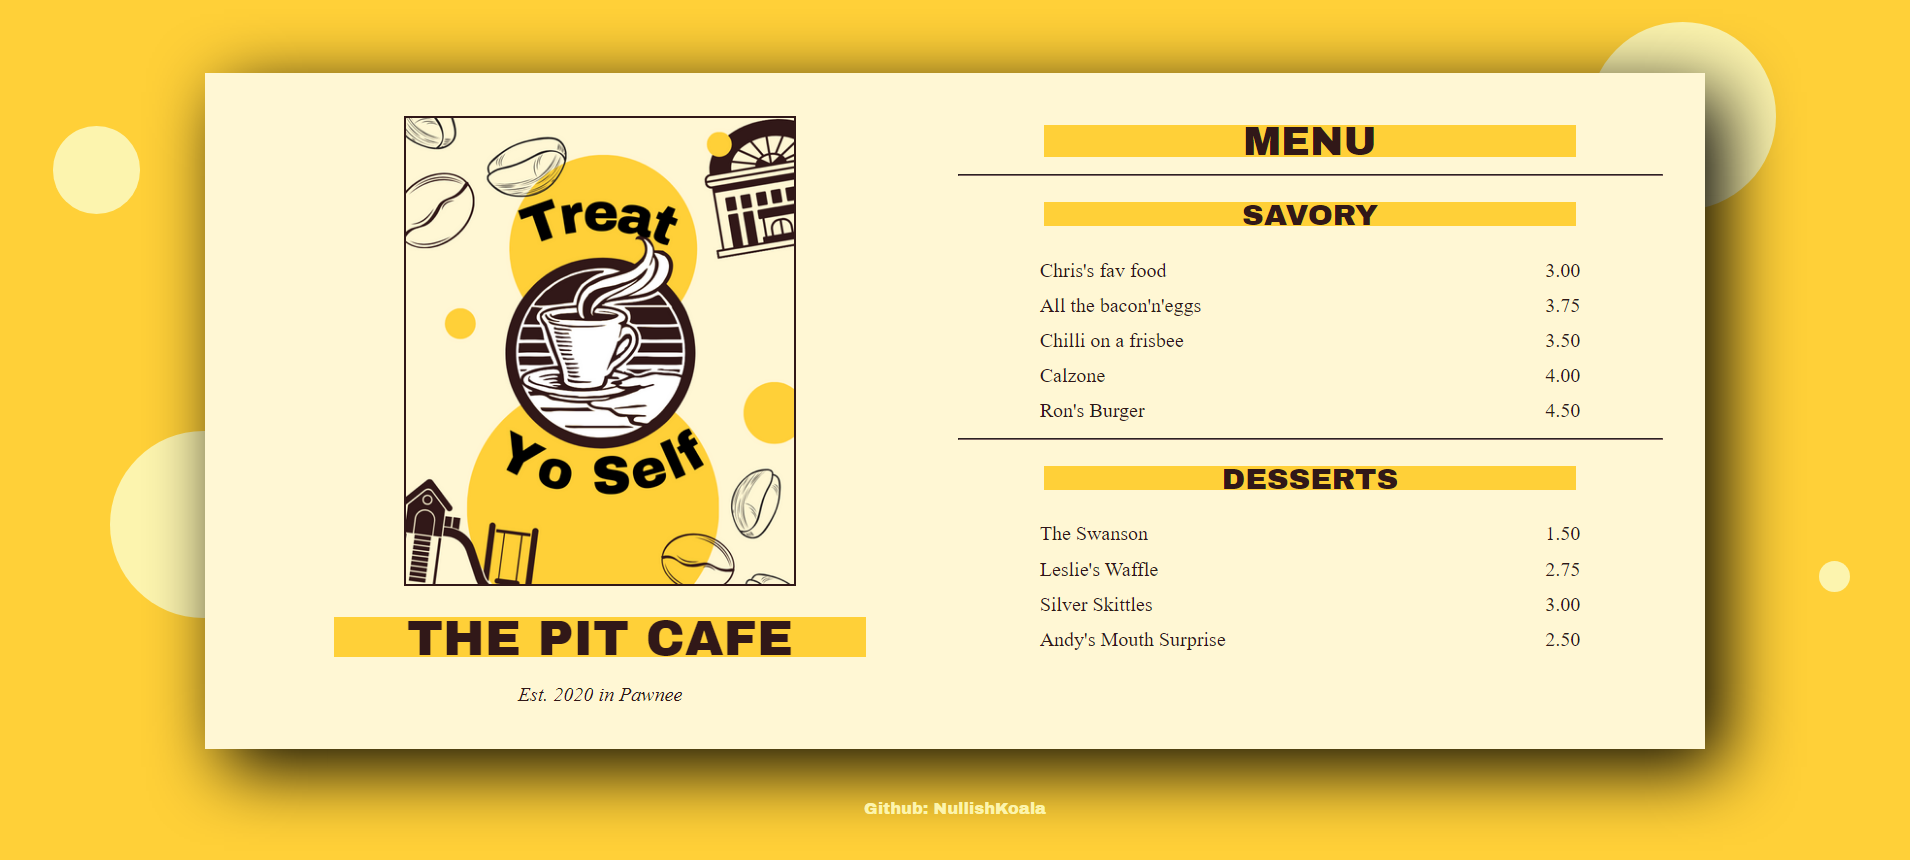 Treat
Yo Self
THE PIT CAFE
Est. 2020 in Pawnee
MENU
SAVORY
Chris's fav food 3.00
All the bacon'n'eggs 3.75
Chilli on a frisbee 3.50
Calzone 4.00
Ron's Burger 4.50
DESSERTS
The Swanson 1.50
Leslie's Waffle 2.75
Silver Skittles 3.00
Andy's Mouth Surprise 2.50
Github: NullishKoala